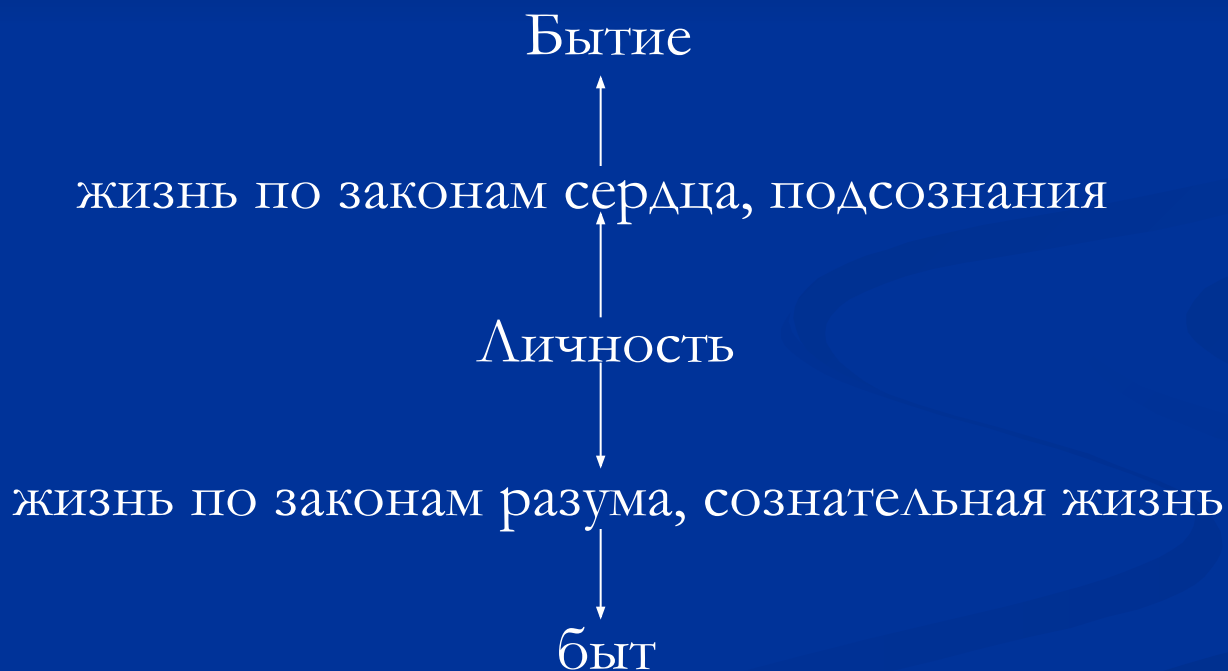 Бытие
жизнь по законам сердца, подсознания
Личность
жизнь по законам разума, сознательная жизнь
быт